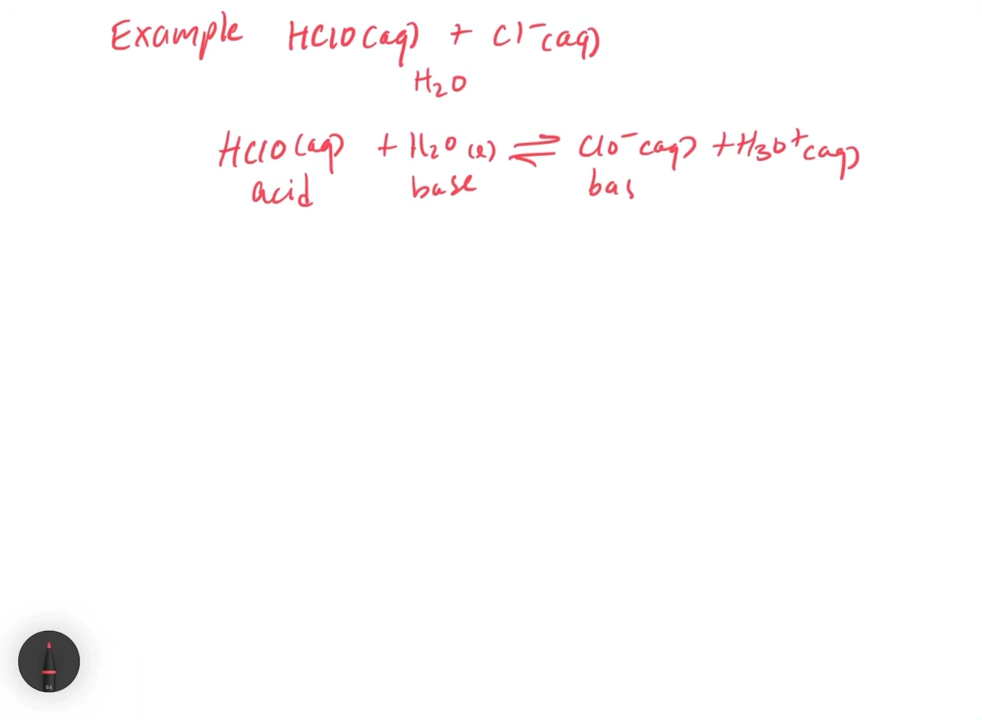 Example HClO(aq) + Cl⁻(aq)
H₂O
HClO(aq) + H₂O(l) ⇌ ClO⁻(aq) + H₃O⁺(aq)
acid base bas